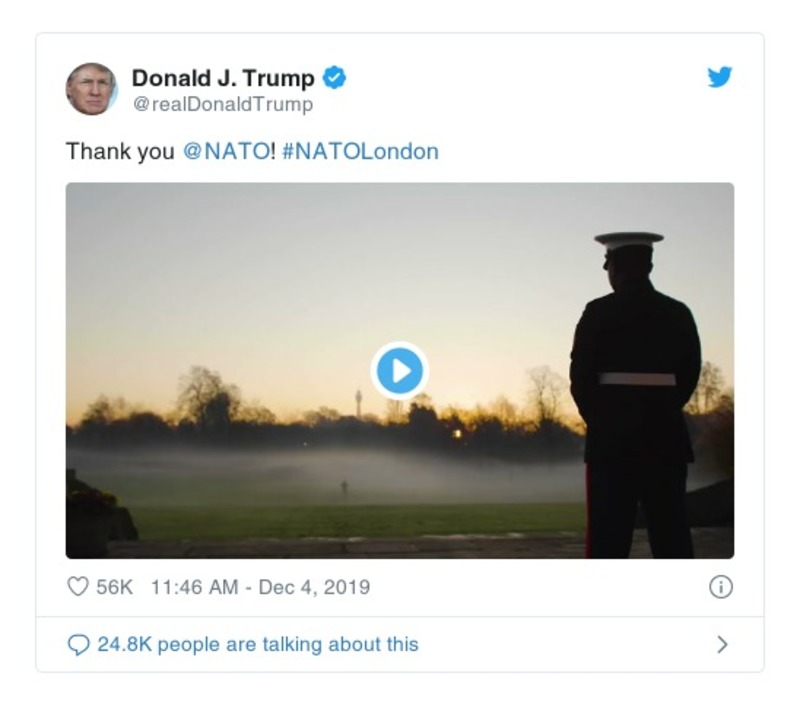 Donald J. Trump
@realDonaldTrump
Thank you @NATO! #NATOLondon
56K 11:46 AM - Dec 4, 2019
24.8K people are talking about this